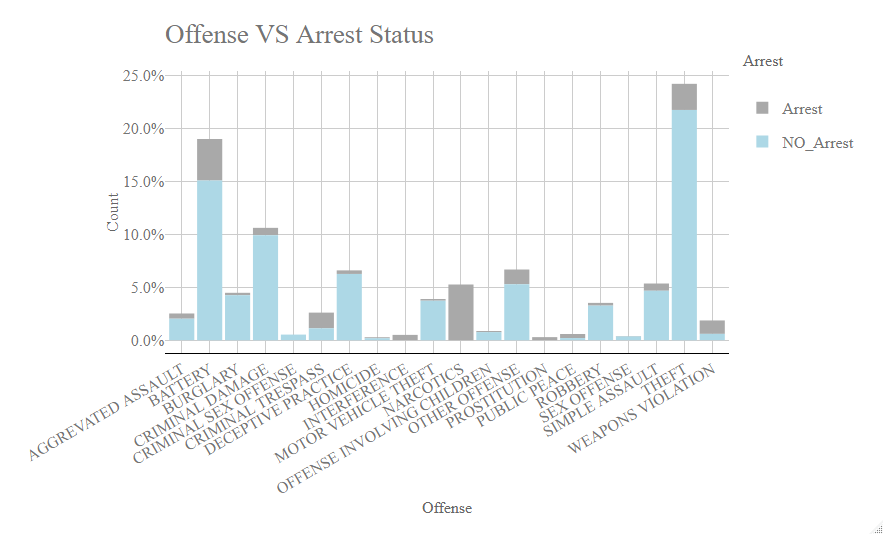 Offense VS Arrest Status
Arrest
Arrest
NO_Arrest
25.0%
20.0%
15.0%
10.0%
5.0%
0.0%
Count
AGGREVATED ASSAULT
BATTERY
BURGLARY
CRIMINAL DAMAGE
CRIMINAL SEX OFFENSE
CRIMINAL TRESPASS
DECEPTIVE PRACTICE
HOMICIDE
INTERFERENCE
MOTOR VEHICLE THEFT
NARCOTICS
OFFENSE INVOLVING CHILDREN
OTHER OFFENSE
PROSTITUTION
PUBLIC PEACE
ROBBERY
SEX OFFENSE
SIMPLE ASSAULT
THEFT
WEAPONS VIOLATION
Offense